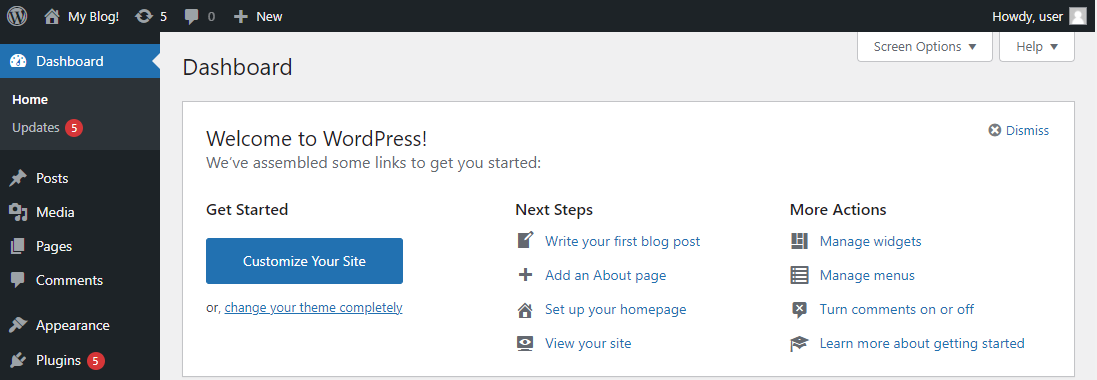 My Blog! 5 0 New Howdy, user
Dashboard
Home
Updates 5
Posts
Media
Pages
Comments
Appearance
Plugins 5
Screen Options Help
Dashboard
Welcome to WordPress!
We've assembled some links to get you started:
Dismiss
Get Started
Customize Your Site
or, change your theme completely
Next Steps
Write your first blog post
Add an About page
Set up your homepage
View your site
More Actions
Manage widgets
Manage menus
Turn comments on or off
Learn more about getting started